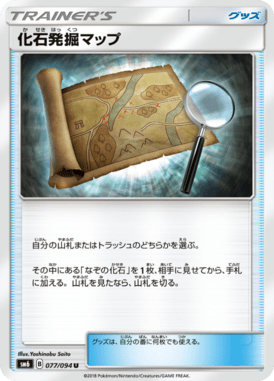 TRAINER'S
グッズ
化石発掘マップ
自分の山札またはトラッシュのどちらかを選ぶ。
その中にある「なぞの化石」を1枚、相手に見せてから、手札
に加える。山札を見たなら、山札を切る。
Illus. Yoshinobu Saito
sm6 B 077/094 U
グッズは、自分の番に何枚でも使える。
©2018 Pokémon/Nintendo/Creatures/GAME FREAK.